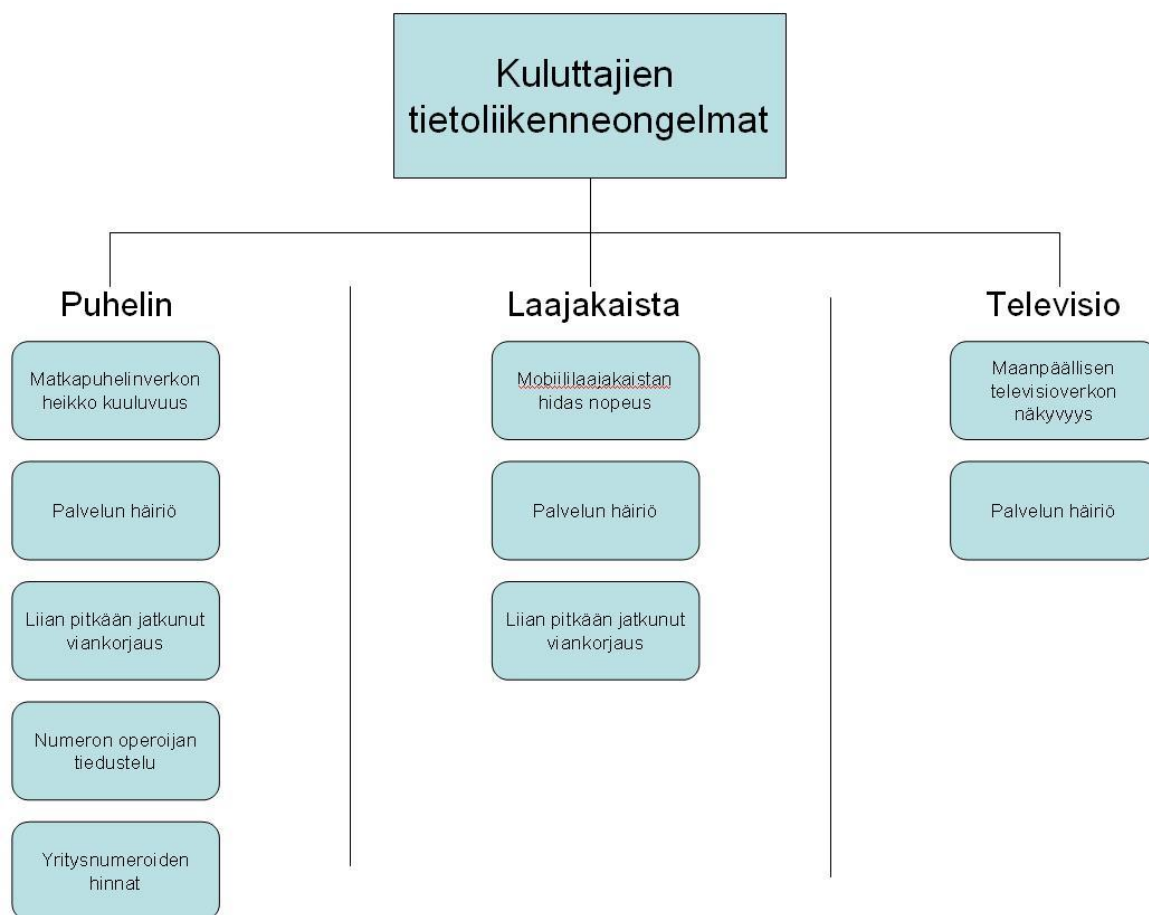 Kuluttajien
tietoliikenneongelmat
Puhelin
Matkapuhelinverkon
heikko kuuluvuus
Palvelun häiriö
Liian pitkään jatkunut
viankorjaus
Numeron operoijan
tiedustelu
Yritysnumeroiden
hinnat
Laajakaista
Mobiililaajakaistan
hidas nopeus
Palvelun häiriö
Liian pitkään jatkunut
viankorjaus
Televisio
Maanpäällisen
televisioverkon
näkyvyys
Palvelun häiriö